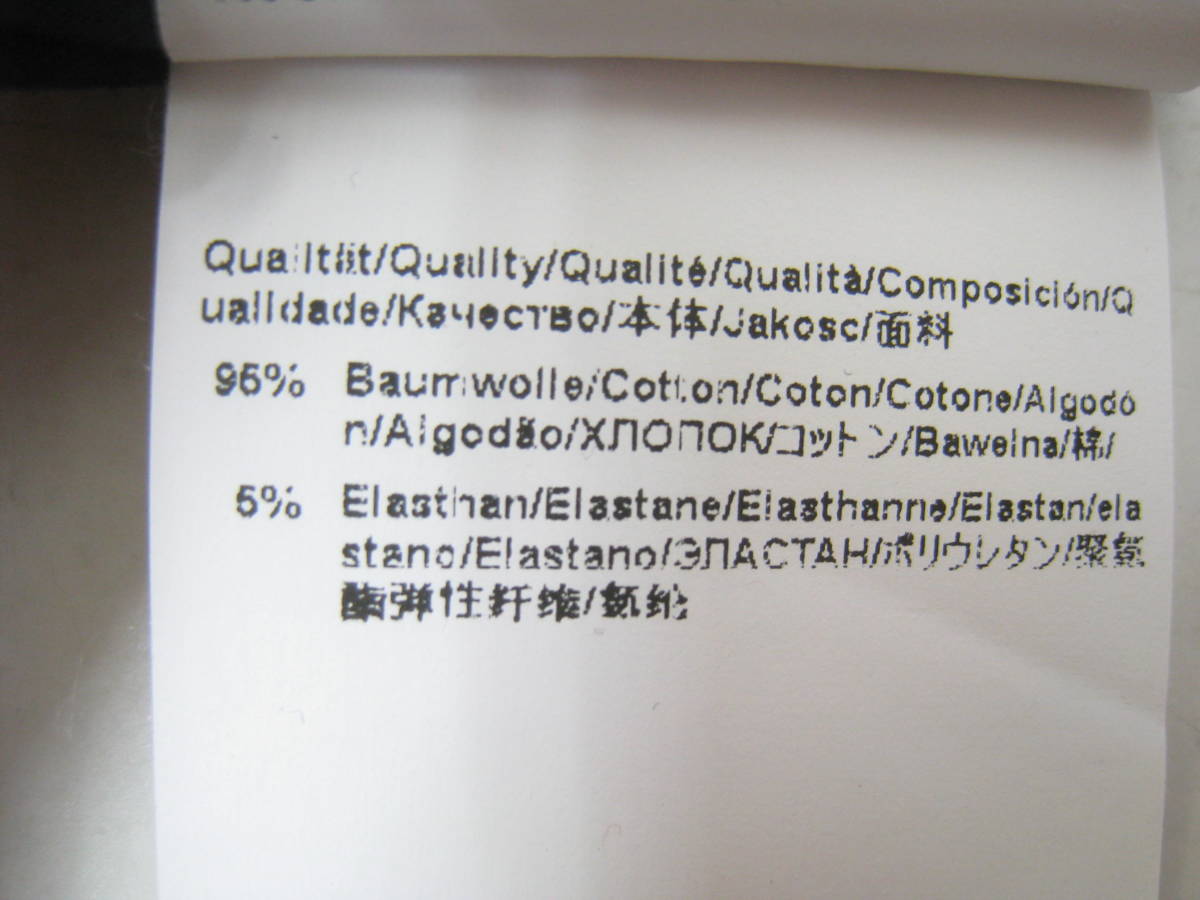 Qualität/Quality/Qualité/Qualità/Composición/Q
ualidade/Качество/本体/Jakosc/面料
95% Baumwolle/Cotton/Coton/Cotone/Algodó
n/Algodão/ХЛОПОК/コットン/Bawelna/棉/
5% Elasthan/Elastane/Elasthanne/Elastan/ela
stano/Elastano/ЭЛАСТАН/ポリウレタン/聚氨
酯弹性纤维/氨纶